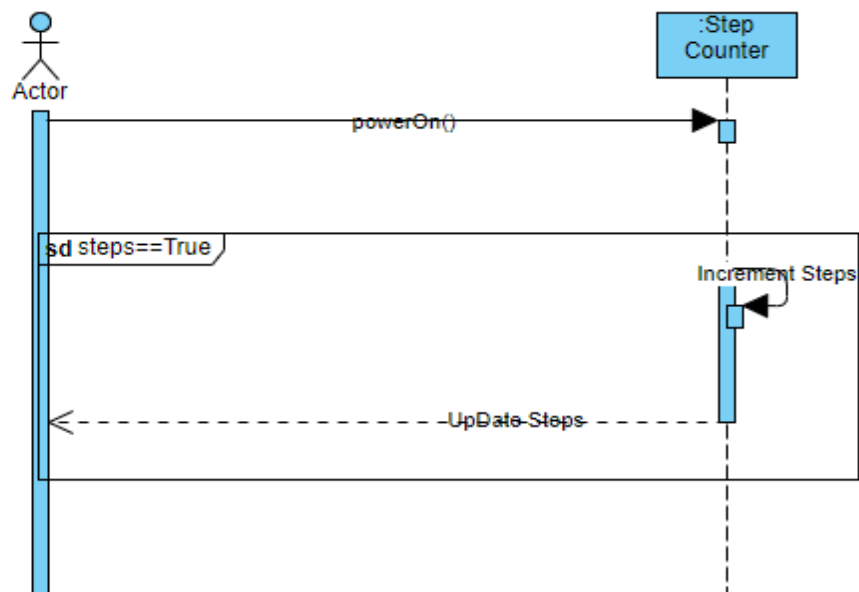 :Step
Counter
Actor
powerOn()
sd steps==True
Increment Steps
UpDate Steps